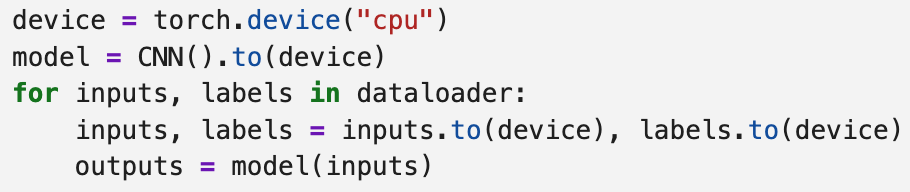 device = torch.device("cpu")
model = CNN().to(device)
for inputs, labels in dataloader:
    inputs, labels = inputs.to(device), labels.to(device)
    outputs = model(inputs)